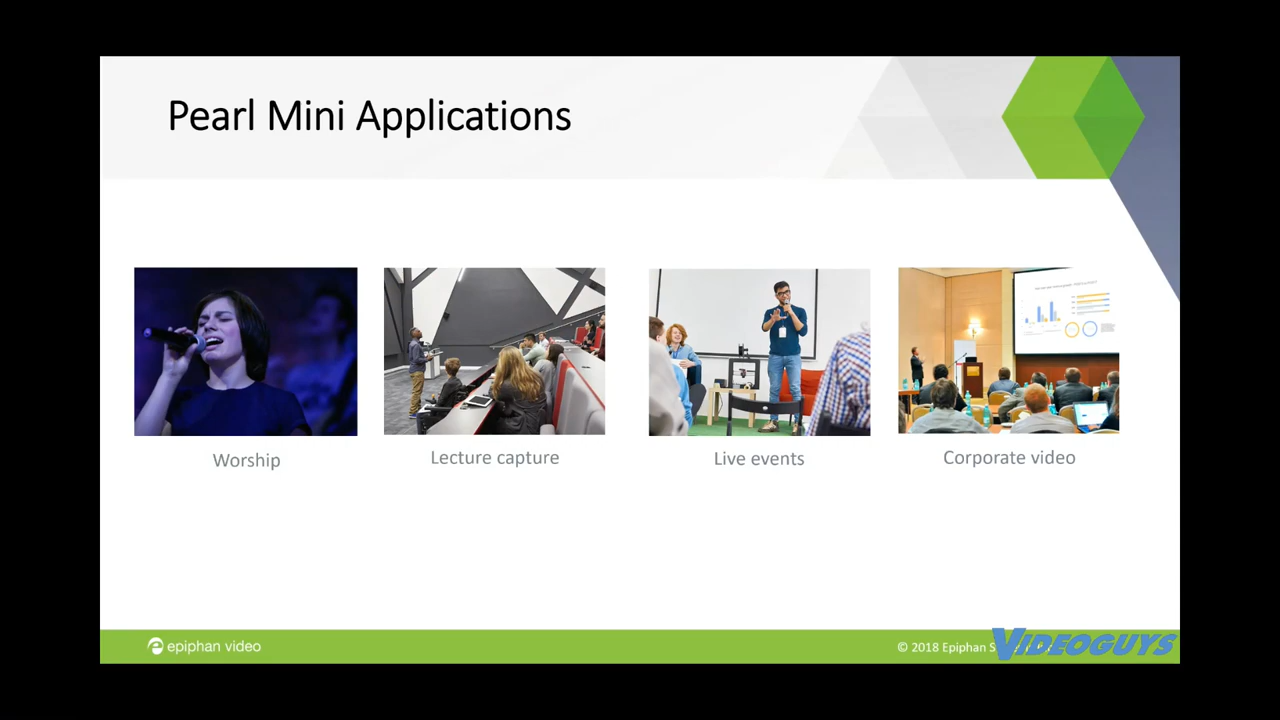 Pearl Mini Applications
Worship
Lecture capture
Live events
Corporate video
epiphan video
© 2018 Epiphan
VIDEOGUYS